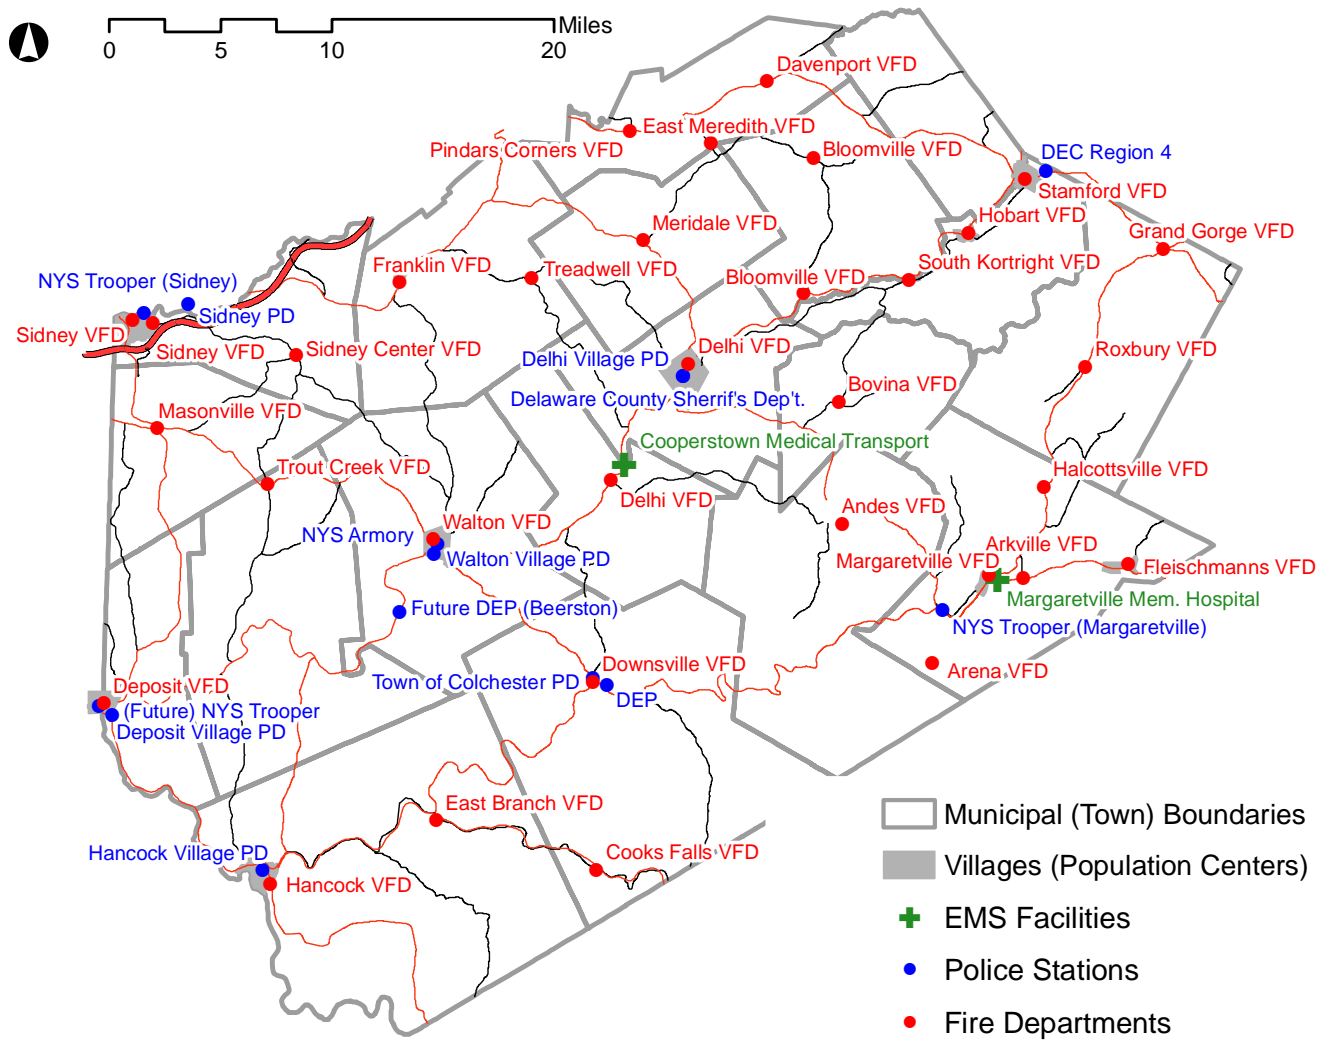 Miles
0 5 10 20
Davenport VFD
East Meredith VFD
Pindars Corners VFD
Bloomville VFD
DEC Region 4
Stamford VFD
Hobart VFD
Meridale VFD
Grand Gorge VFD
Franklin VFD
Treadwell VFD
South Kortright VFD
Bloomville VFD
NYS Trooper (Sidney)
Sidney PD
Sidney VFD
Sidney VFD
Sidney Center VFD
Delhi VFD
Delhi Village PD
Roxbury VFD
Bovina VFD
Delaware County Sherrif's Dep't.
Masonville VFD
Cooperstown Medical Transport
Trout Creek VFD
Halcottsville VFD
Delhi VFD
Andes VFD
Walton VFD
NYS Armory
Walton Village PD
Arkville VFD
Margaretville VFD
Fleischmanns VFD
Margaretville Mem. Hospital
Future DEP (Beerston)
NYS Trooper (Margaretville)
Downsville VFD
Town of Colchester PD
DEP
Arena VFD
Deposit VFD
(Future) NYS Trooper
Deposit Village PD
East Branch VFD
Cooks Falls VFD
Hancock Village PD
Hancock VFD
Municipal (Town) Boundaries
Villages (Population Centers)
EMS Facilities
Police Stations
Fire Departments